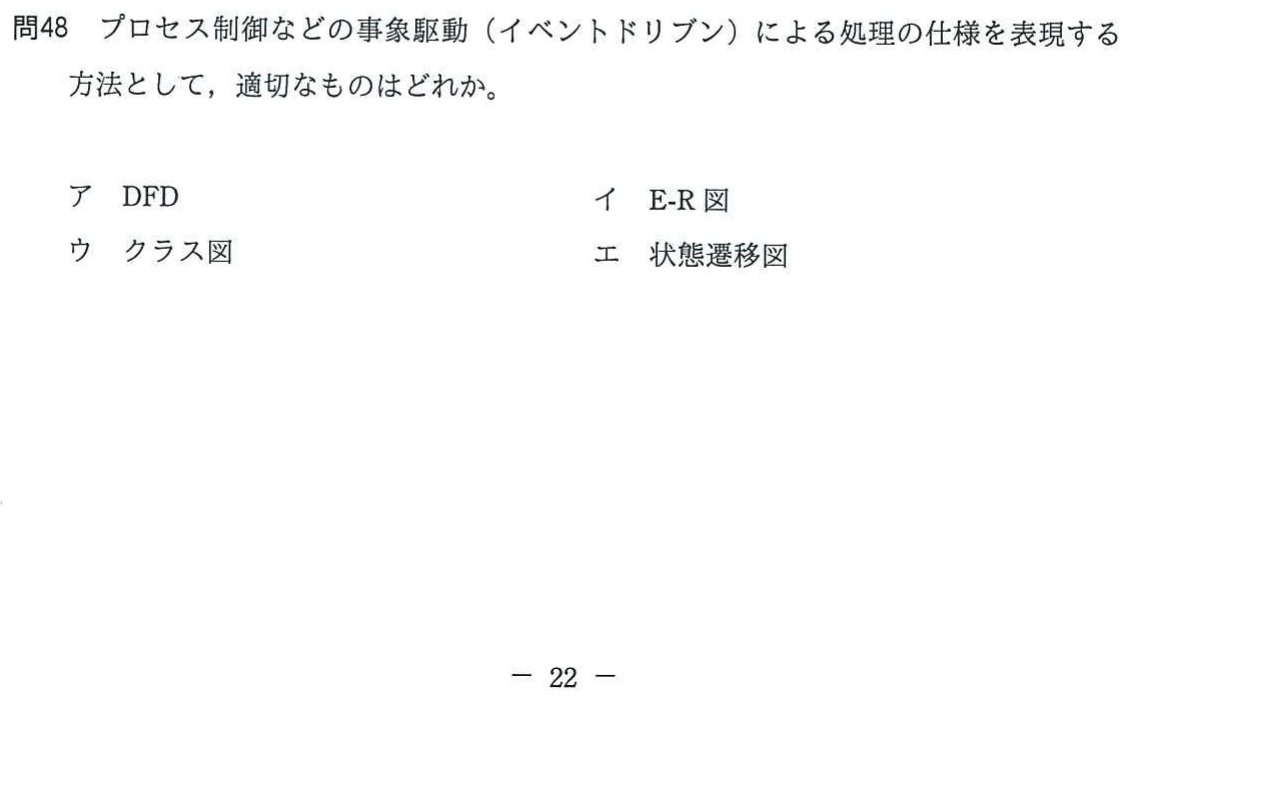 問48　プロセス制御などの事象駆動（イベントドリブン）による処理の仕様を表現する
方法として，適切なものはどれか。
ア　DFD　イ　E-R 図
ウ　クラス図　エ　状態遷移図
－ 22 －